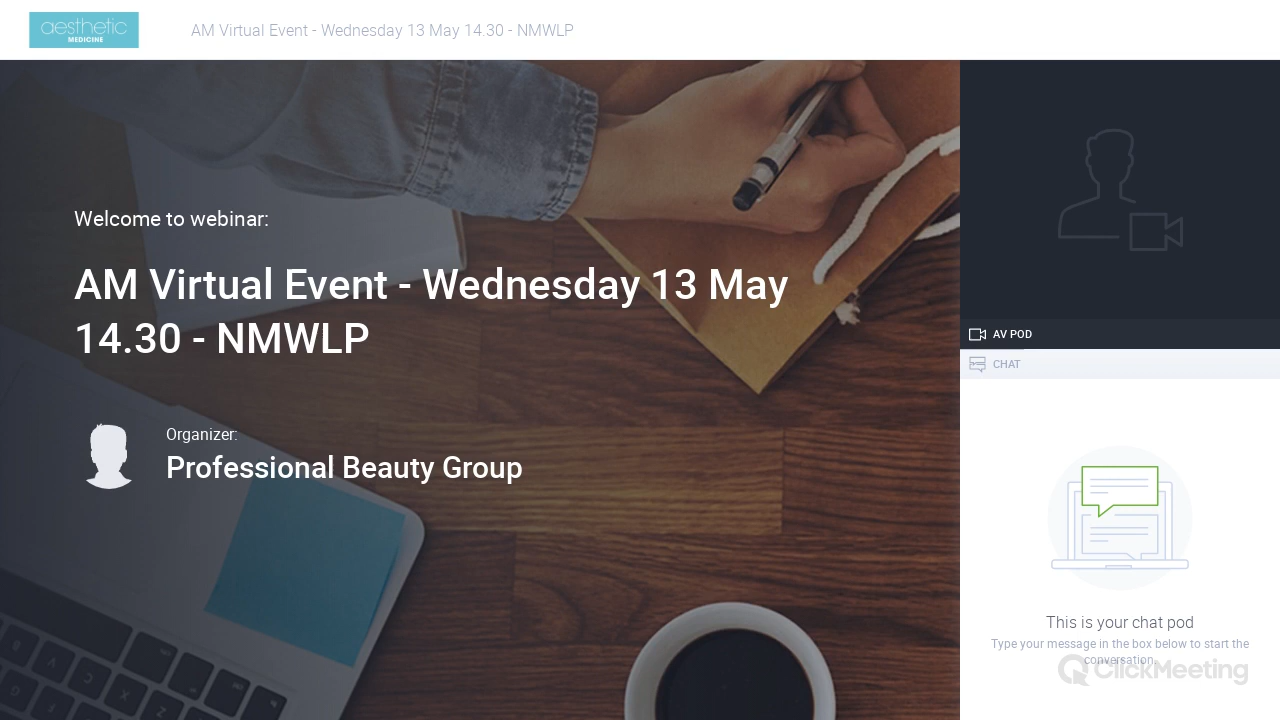 aesthetic
MEDICINE
AM Virtual Event - Wednesday 13 May 14.30 - NMWLP
Welcome to webinar:
AM Virtual Event - Wednesday 13 May
14.30 - NMWLP
Organizer:
Professional Beauty Group
AV POD
CHAT
This is your chat pod
Type your message in the box below to start the
conversation.
ClickMeeting